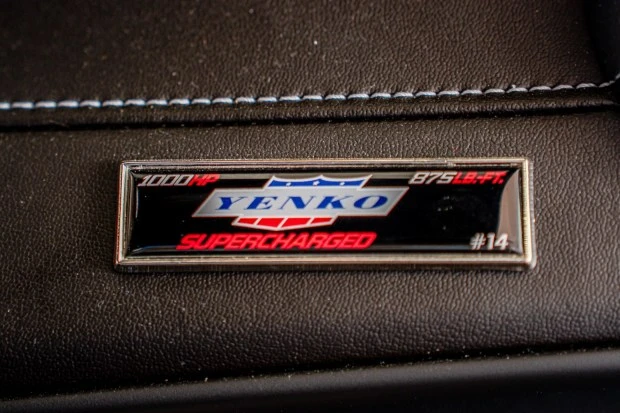 1000HP 875LB.-FT.
YENKO
SUPERCHARGED
#14